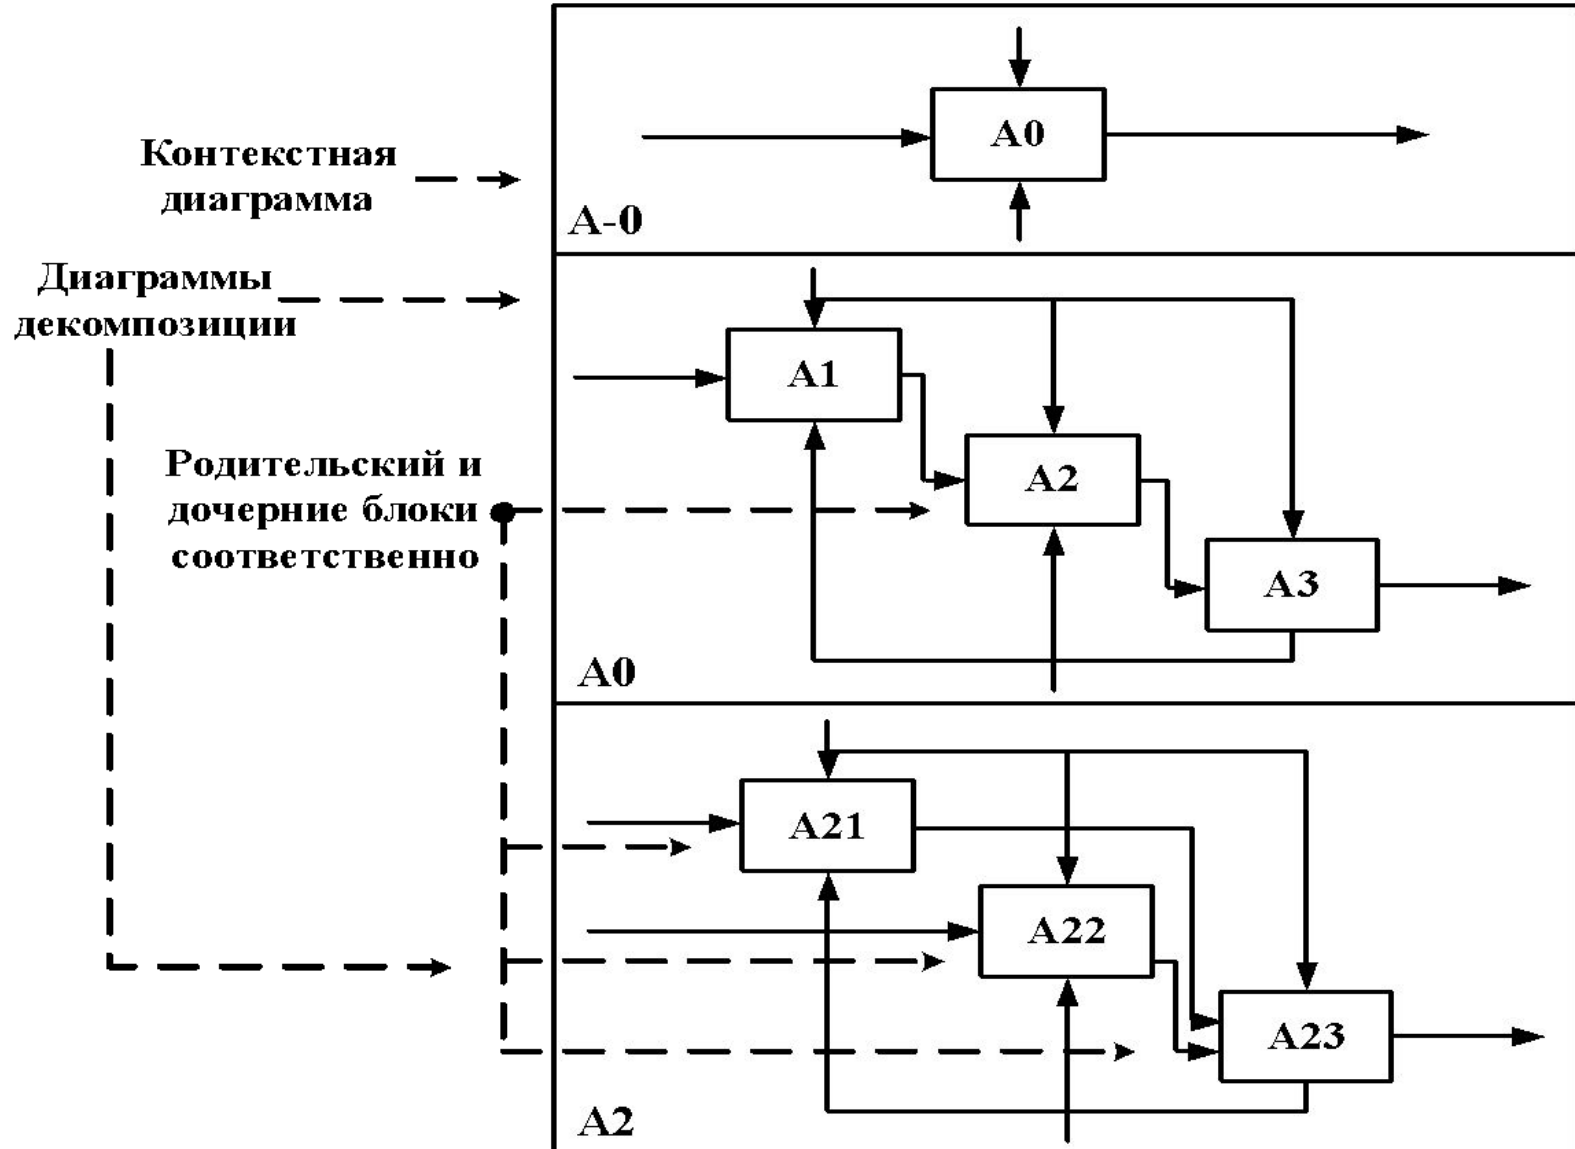 Контекстная
диаграмма
A0
A-0
Диаграммы
декомпозиции
A1
Родительский и
дочерние блоки
соответственно
A2
A3
A0
A21
A22
A23
A2